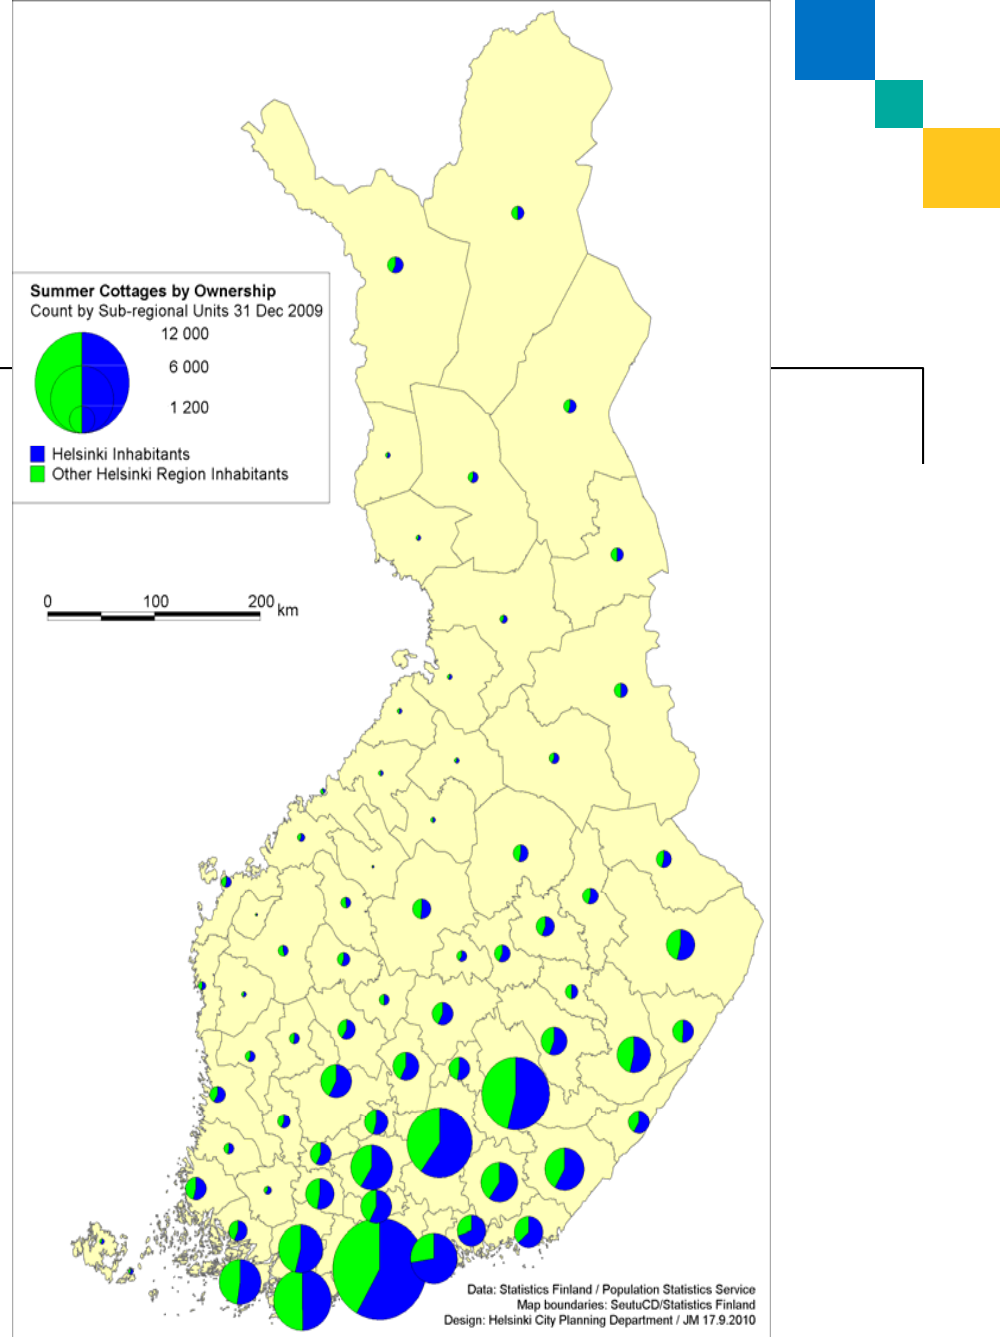 Summer Cottages by Ownership
Count by Sub-regional Units 31 Dec 2009
12 000
6 000
1 200
Helsinki Inhabitants
Other Helsinki Region Inhabitants
0 100 200 km
Data: Statistics Finland / Population Statistics Service
Map boundaries: SeutuCD/Statistics Finland
Design: Helsinki City Planning Department / JM 17.9.2010